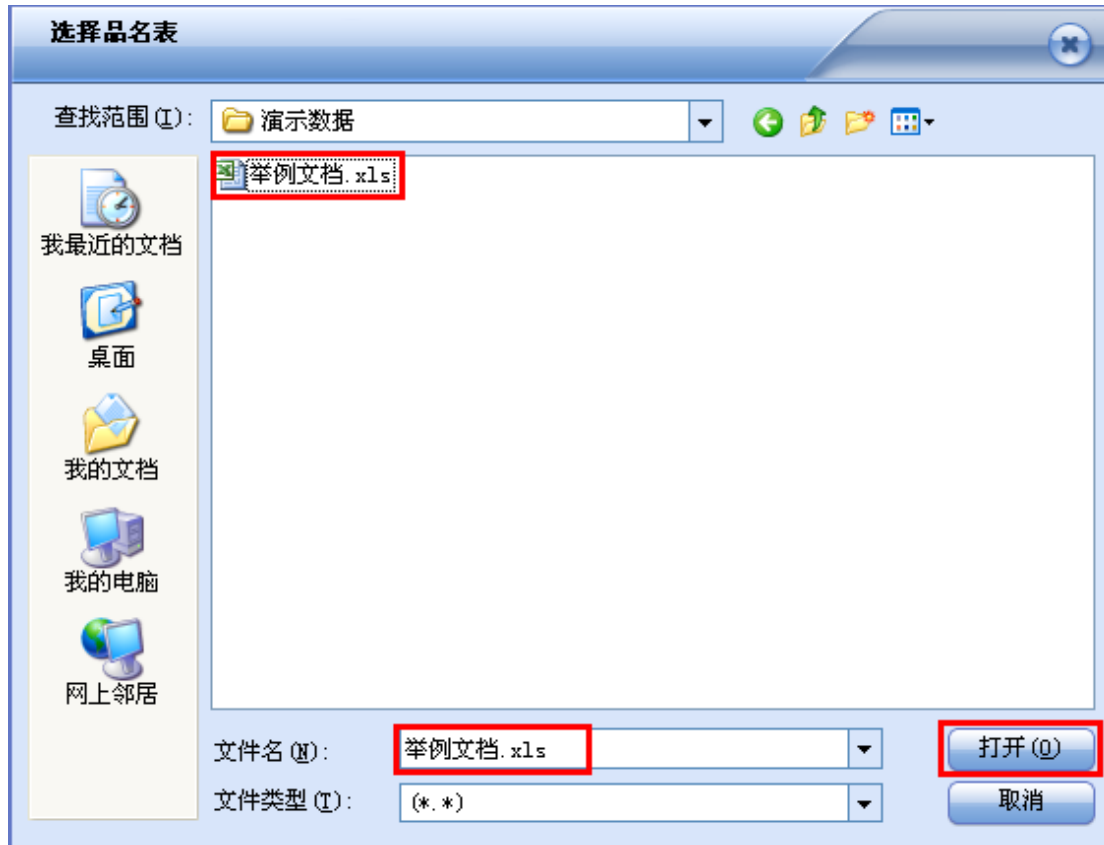 选择品名表
查找范围(I):
演示数据
举例文档.xls
我最近的文档
桌面
我的文档
我的电脑
网上邻居
文件名(N):
举例文档.xls
打开(O)
文件类型(T):
(*.*)
取消